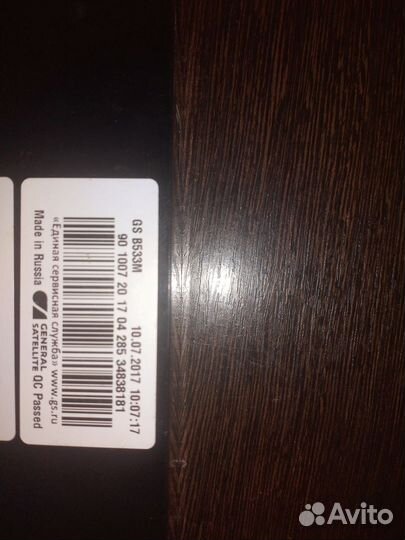 GS B533M 10.07.2017 10:07:17
90 1007 20 17 04 285 34838181
«Единая сервисная служба» www.gs.ru
Made in Russia GENERAL SATELLITE QC Passed
Avito